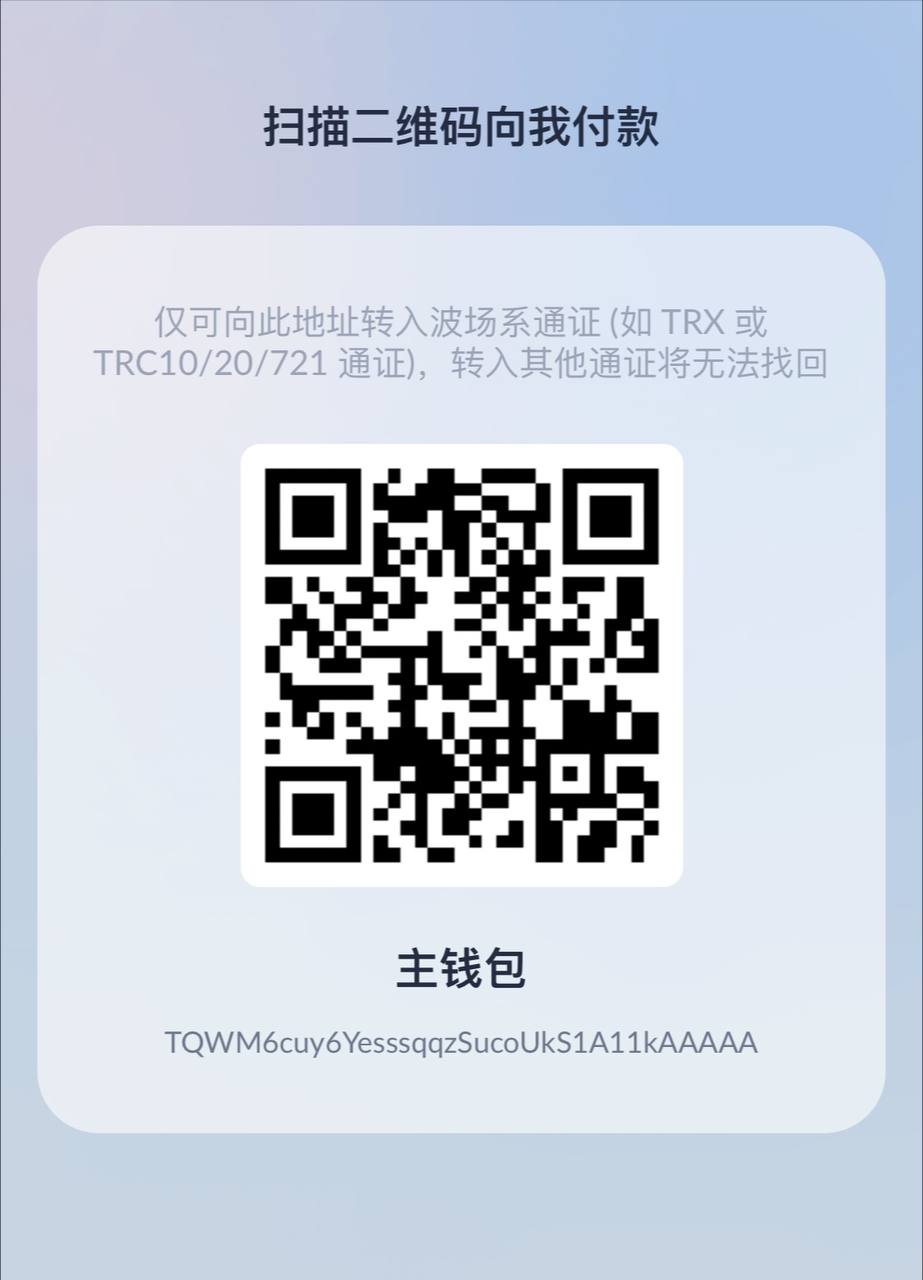 扫描二维码向我付款
仅可向此地址转入波场系通证 (如 TRX 或
TRC10/20/721 通证)，转入其他通证将无法找回
主钱包
TQWM6cuy6YesssqqzSucoUkS1A11kAAAAA